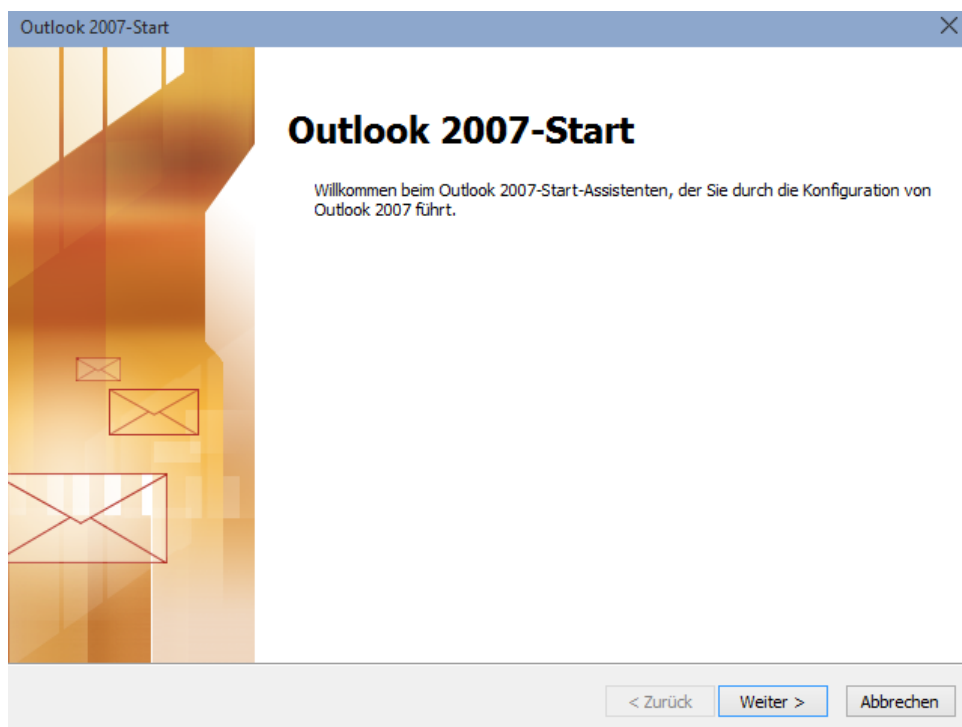 Outlook 2007-Start
Outlook 2007-Start
Willkommen beim Outlook 2007-Start-Assistenten, der Sie durch die Konfiguration von
Outlook 2007 führt.
< Zurück Weiter > Abbrechen